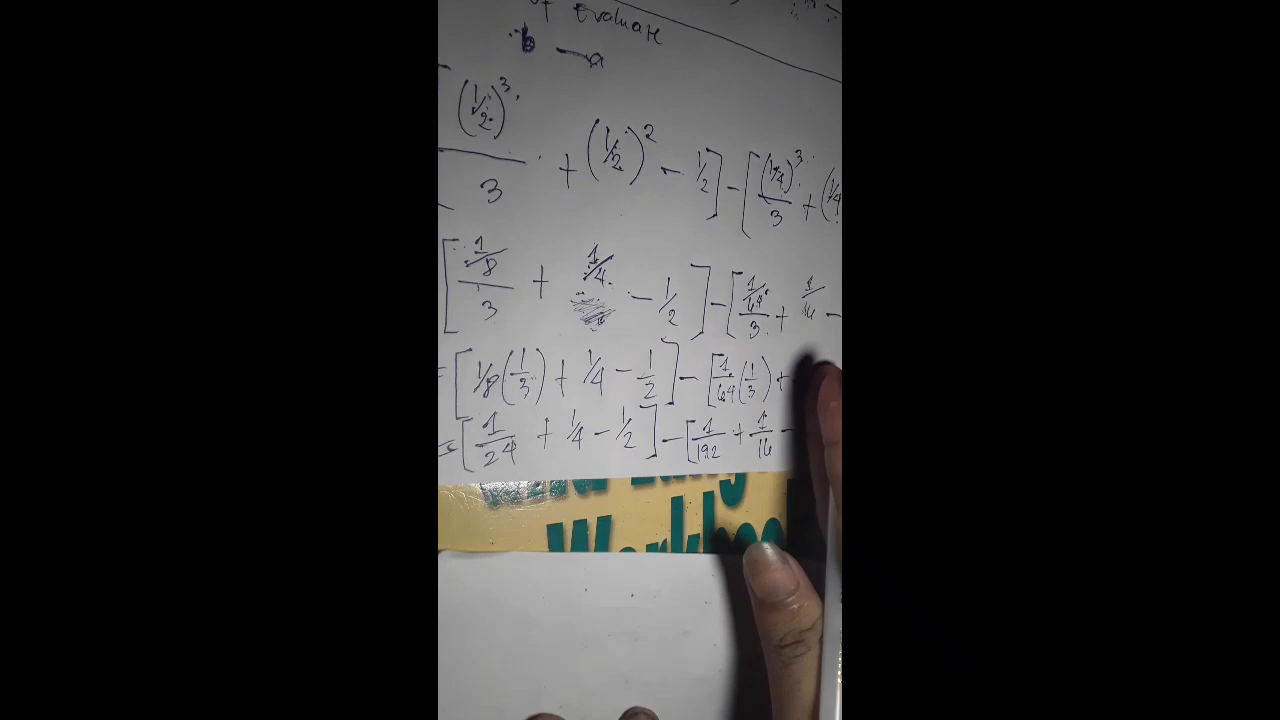 of Evaluate
b - a
(1/2)³/3 + (1/2)² - 1/2] - [(1/4)³/3 + (1/4
[1/8/3 + 1/4 - 1/2] - [1/64/3 + 1/16 -
= [1/8(1/3) + 1/4 - 1/2] - [1/64(1/3) +
= [1/24 + 1/4 - 1/2] - [1/192 + 1/16 -